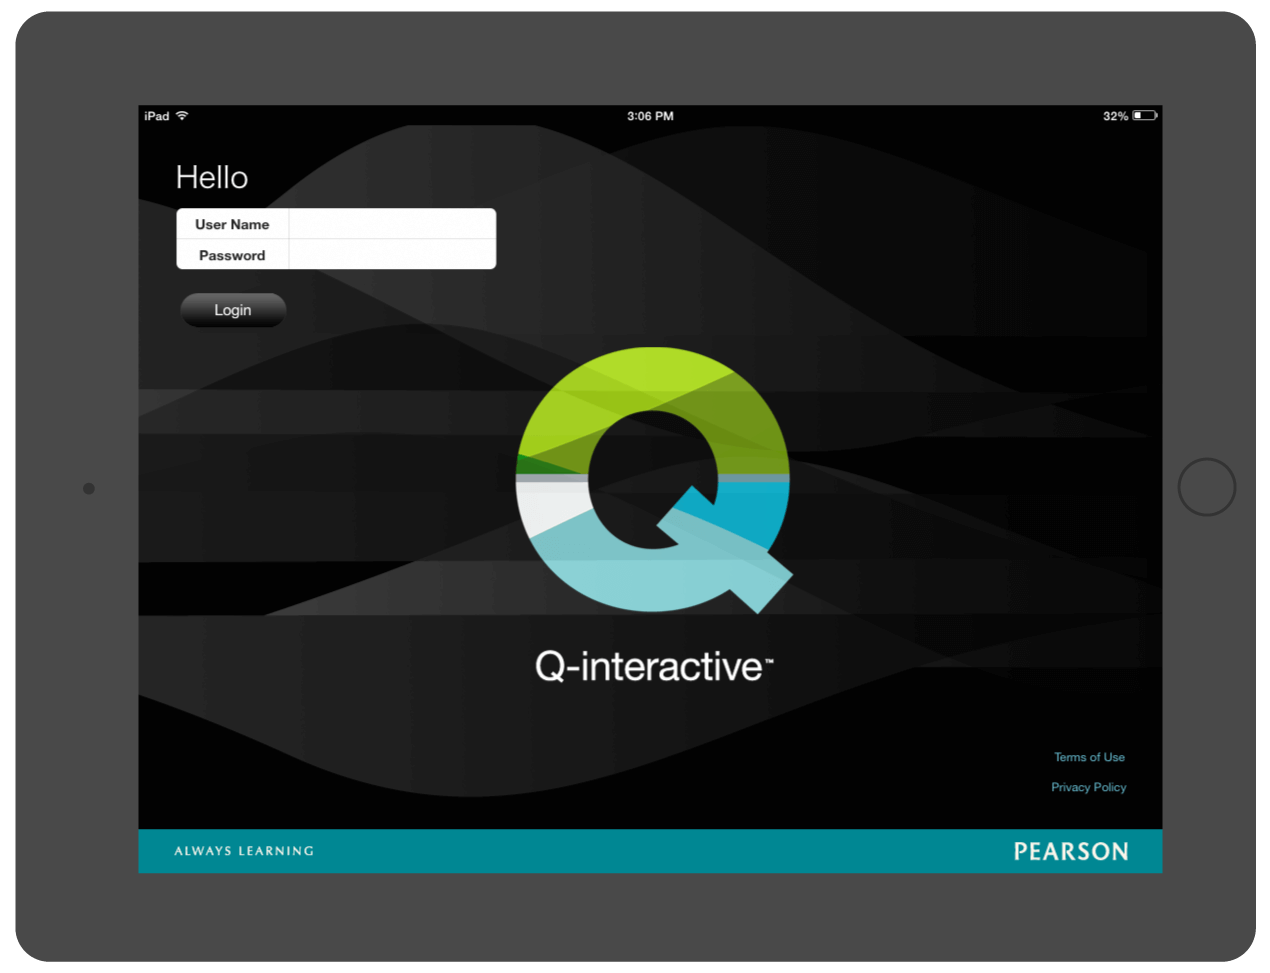 iPad 3:06 PM 32%
Hello
User Name
Password
Login
Q-interactive™
Terms of Use
Privacy Policy
ALWAYS LEARNING PEARSON